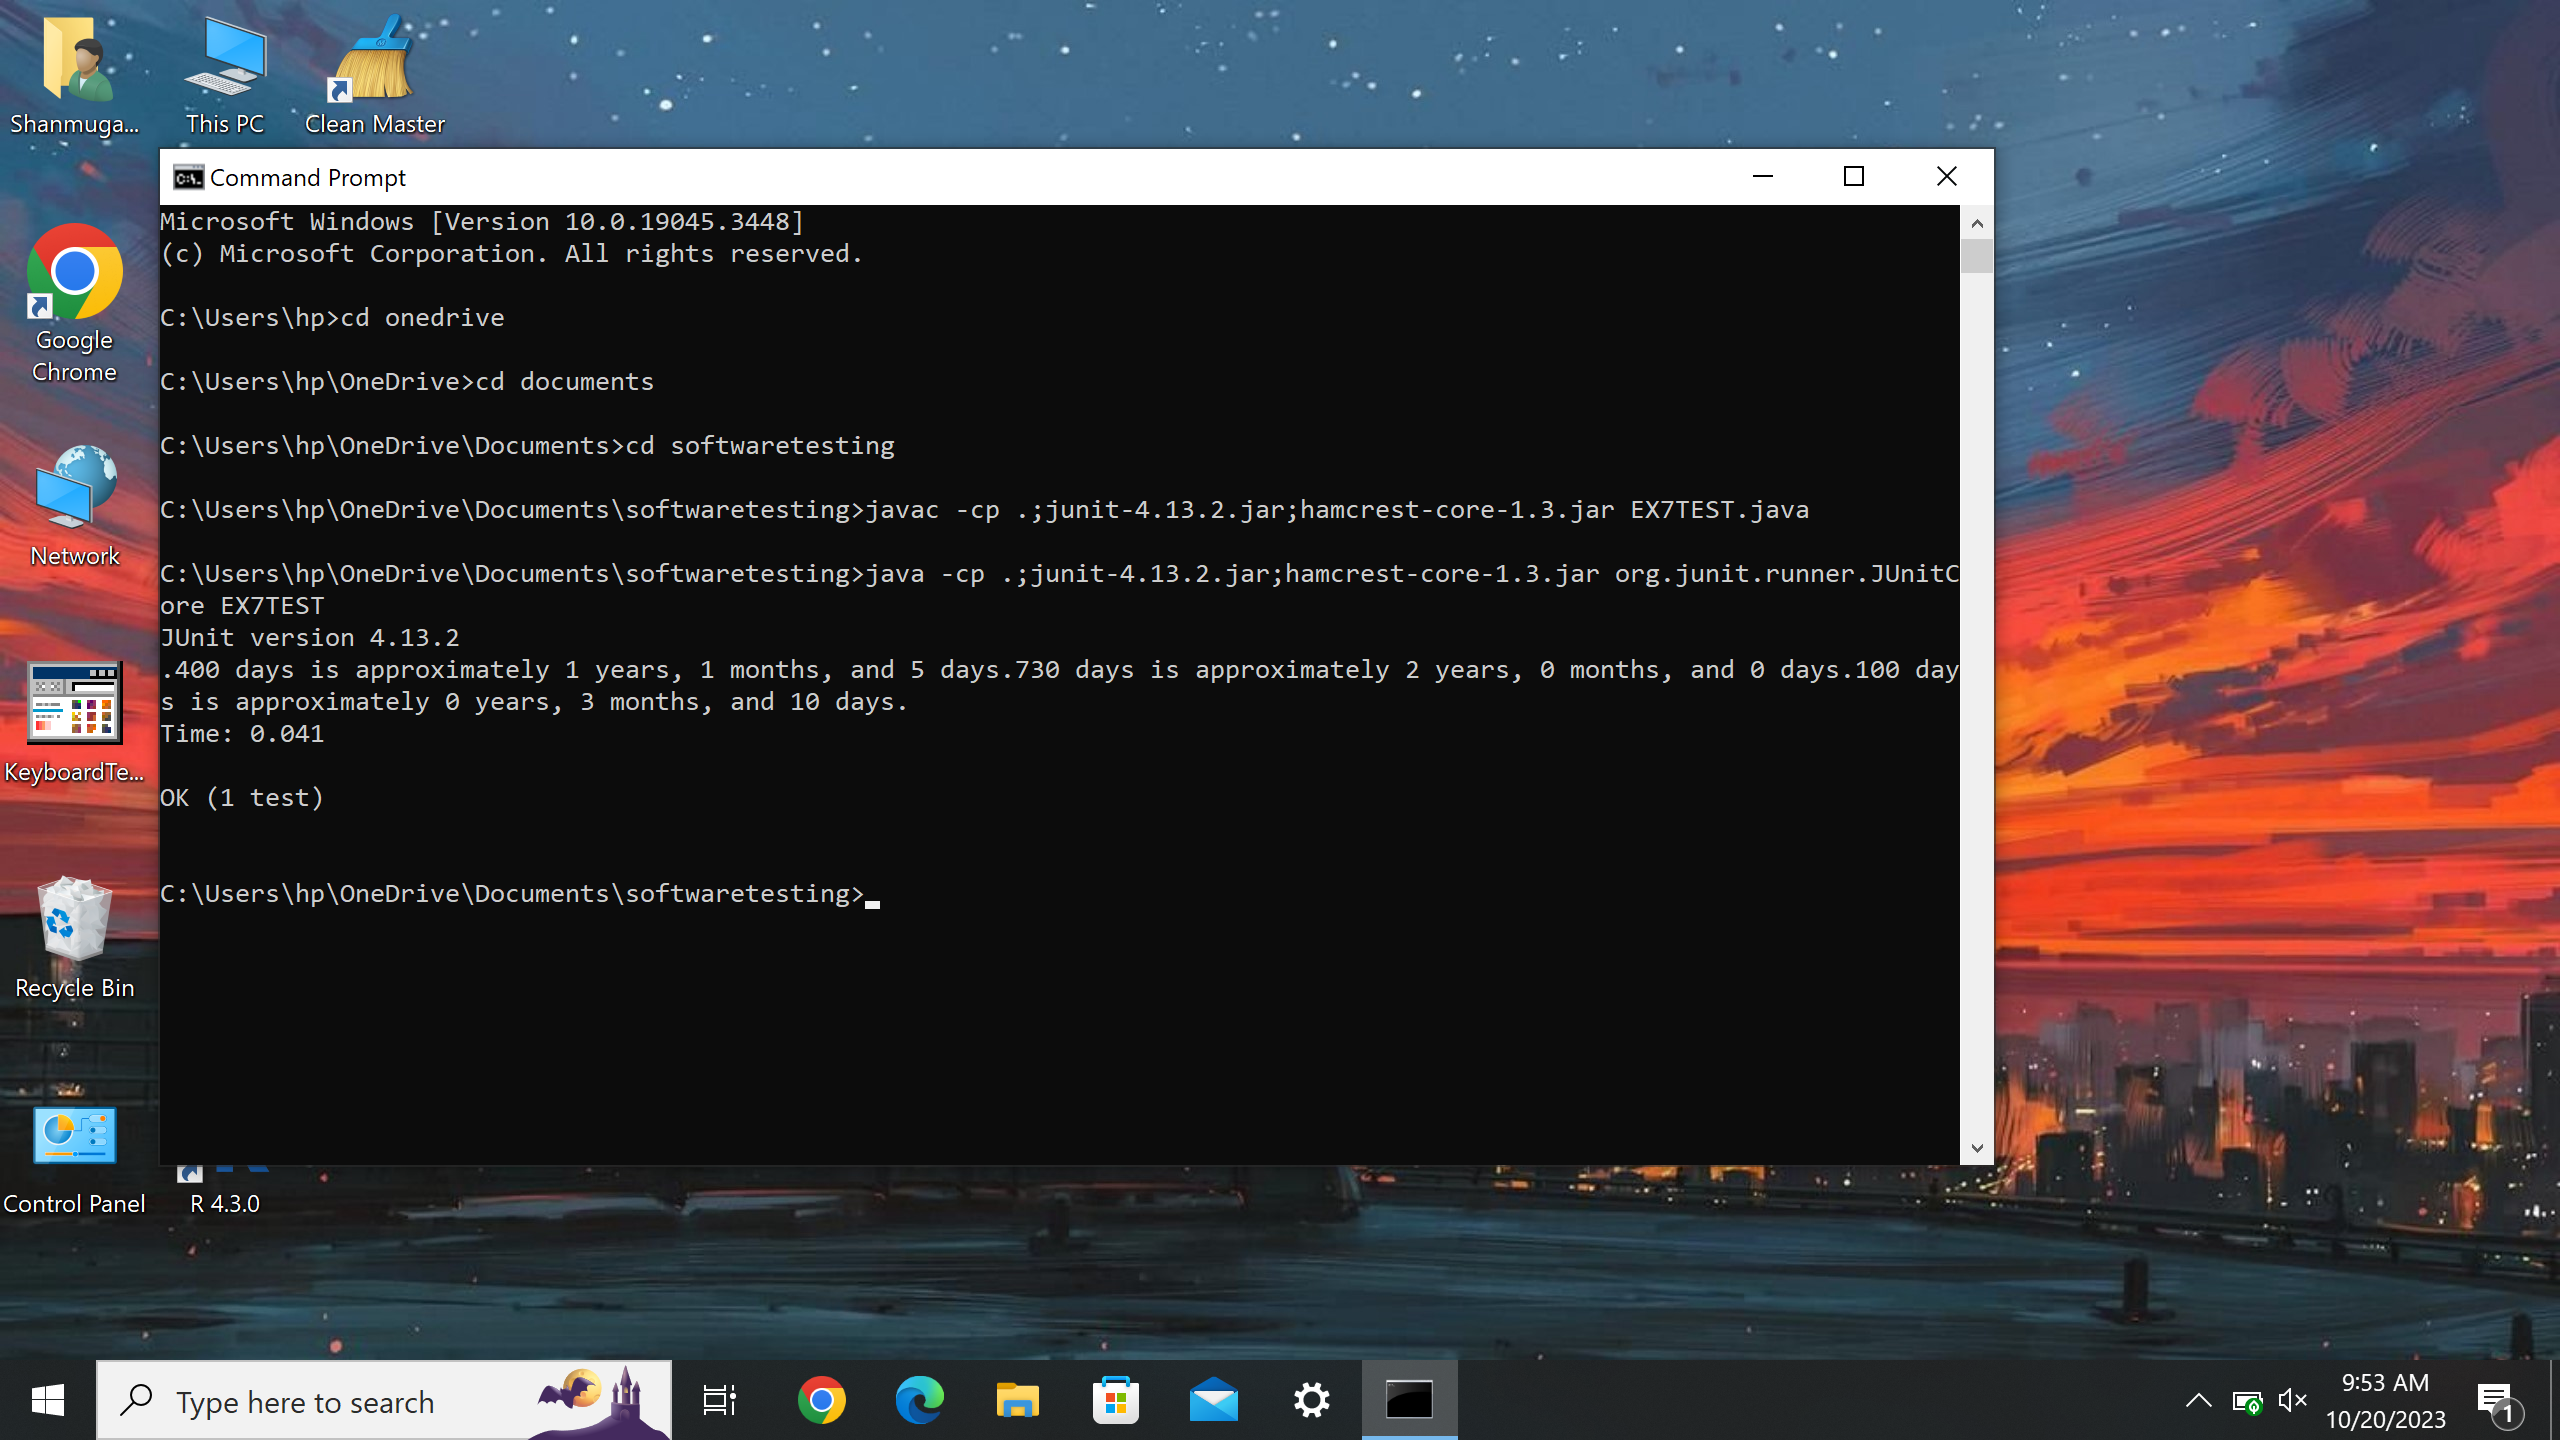 Shanmuga...
This PC
Clean Master
Google
Chrome
Network
KeyboardTe...
Recycle Bin
Control Panel
R 4.3.0
Command Prompt
Microsoft Windows [Version 10.0.19045.3448]
(c) Microsoft Corporation. All rights reserved.
C:\Users\hp>cd onedrive
C:\Users\hp\OneDrive>cd documents
C:\Users\hp\OneDrive\Documents>cd softwaretesting
C:\Users\hp\OneDrive\Documents\softwaretesting>javac -cp .;junit-4.13.2.jar;hamcrest-core-1.3.jar EX7TEST.java
C:\Users\hp\OneDrive\Documents\softwaretesting>java -cp .;junit-4.13.2.jar;hamcrest-core-1.3.jar org.junit.runner.JUnitC
ore EX7TEST
JUnit version 4.13.2
.400 days is approximately 1 years, 1 months, and 5 days.730 days is approximately 2 years, 0 months, and 0 days.100 day
s is approximately 0 years, 3 months, and 10 days.
Time: 0.041
OK (1 test)
C:\Users\hp\OneDrive\Documents\softwaretesting>
Type here to search
9:53 AM
10/20/2023
1